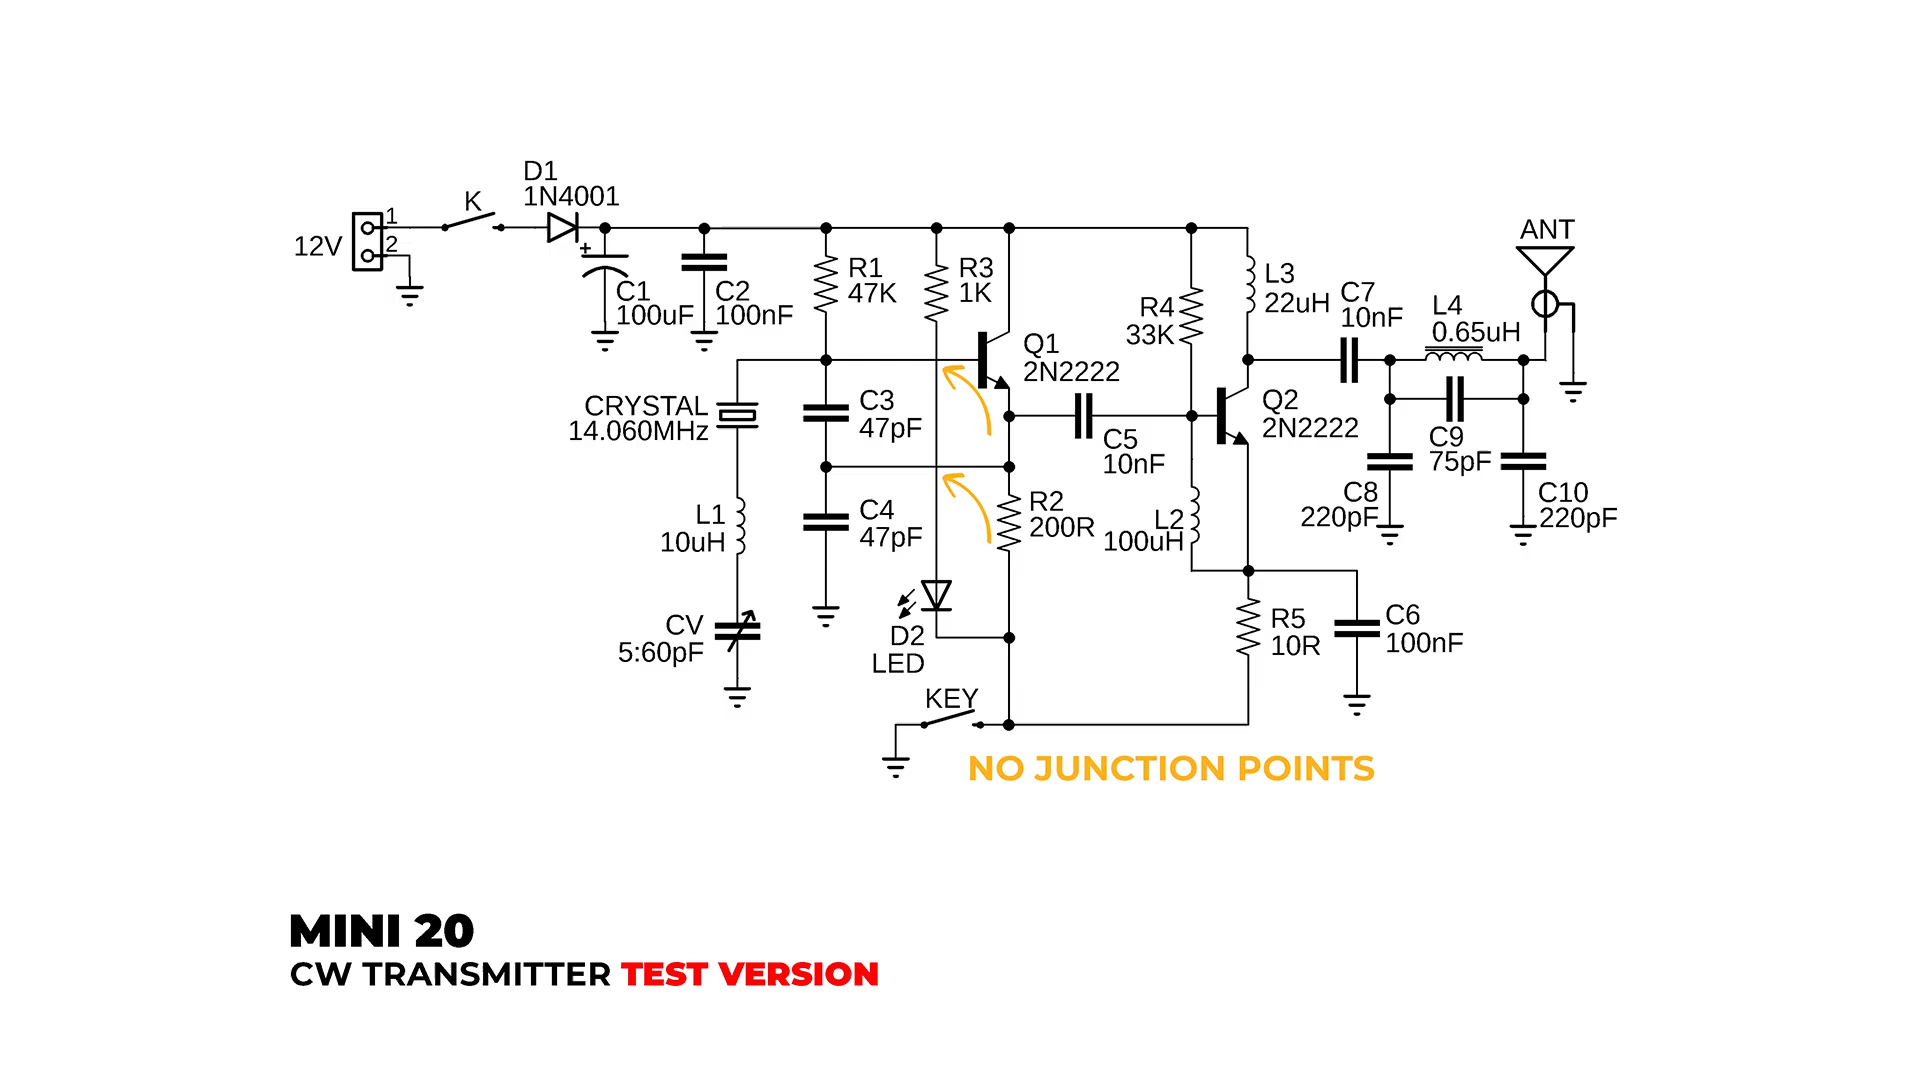 D1
1N4001
K
12V
1
2
+
C1
100uF
C2
100nF
R1
47K
R3
1K
Q1
2N2222
R4
33K
L3
22uH
C7
10nF
L4
0.65uH
ANT
CRYSTAL
14.060MHz
C3
47pF
C5
10nF
Q2
2N2222
C9
75pF
C8
220pF
C10
220pF
L1
10uH
C4
47pF
R2
200R
L2
100uH
CV
5:60pF
D2
LED
R5
10R
C6
100nF
KEY
NO JUNCTION POINTS
MINI 20
CW TRANSMITTER TEST VERSION